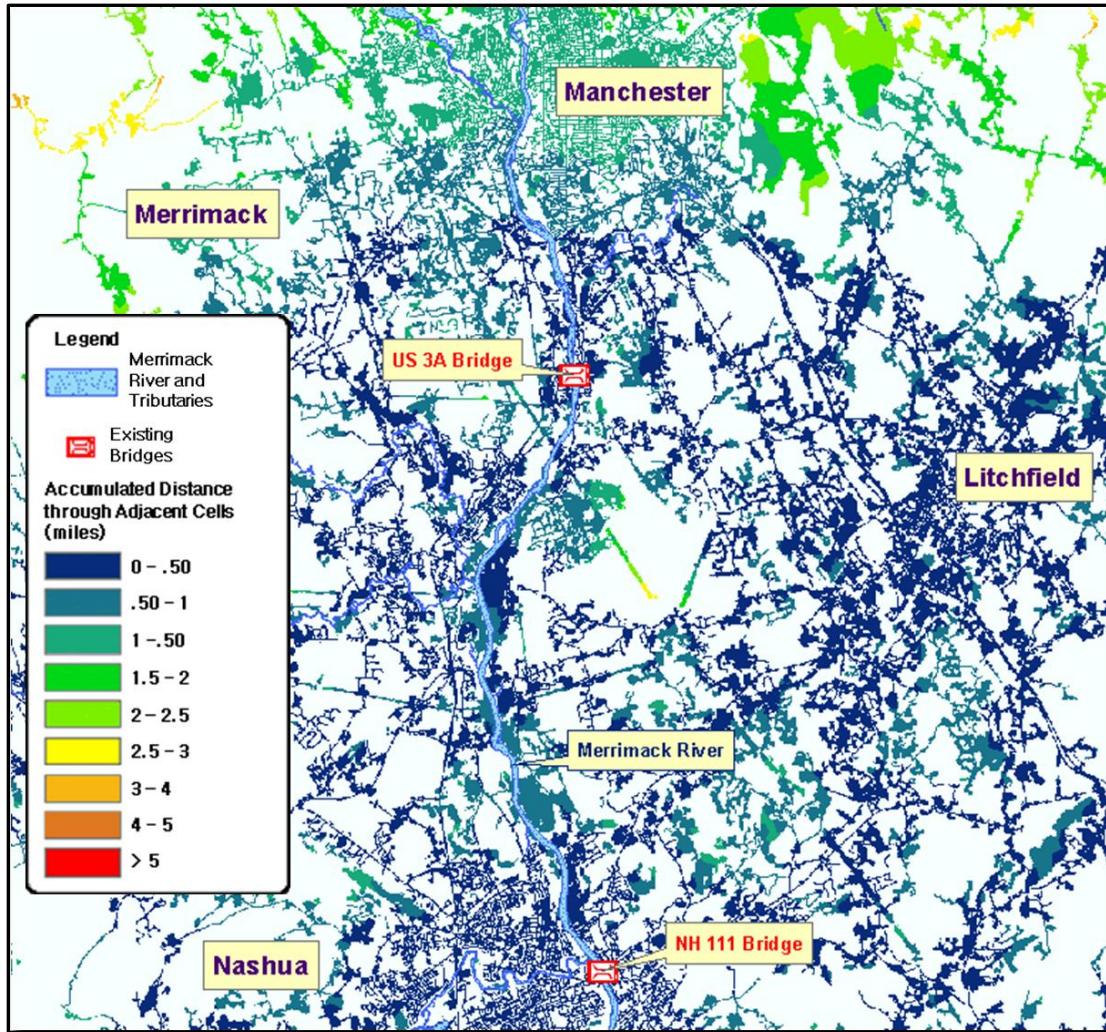 Manchester
Merrimack
Legend
Merrimack
River and
Tributaries
Existing
Bridges
Accumulated Distance
through Adjacent Cells
(miles)
0 - .50
.50 - 1
1 -.50
1.5 - 2
2 - 2.5
2.5 - 3
3 - 4
4 - 5
> 5
US 3A Bridge
Litchfield
Merrimack River
NH 111 Bridge
Nashua